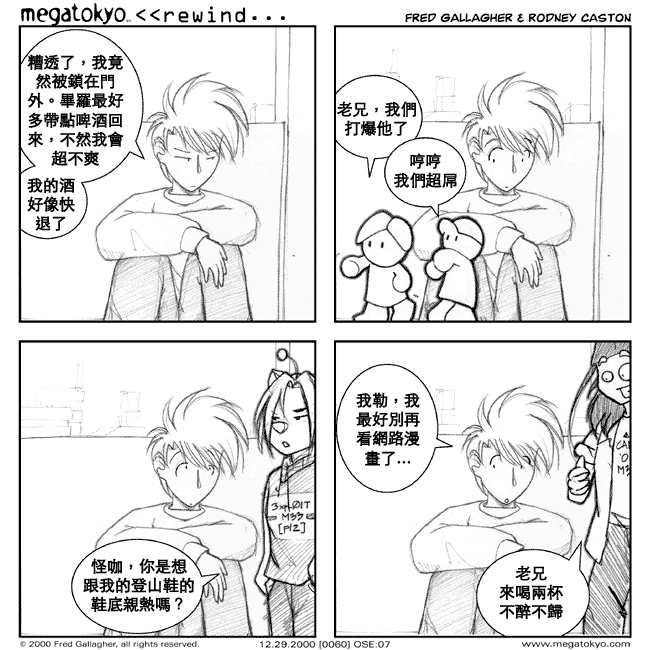 megatokyo™ <<rewind...
FRED GALLAGHER & RODNEY CASTON
糟透了，我竟
然被鎖在門
外。畢羅最好
多帶點啤酒回
來，不然我會
超不爽
我的酒
好像快
退了
老兄，我們
打爆他了
哼哼
我們超屌
3xpL0IT
M33
[P/2]
怪咖，你是想
跟我的登山鞋的
鞋底親熱嗎？
我勒，我
最好別再
看網路漫
畫了...
M3
老兄
來喝兩杯
不醉不歸
© 2000 Fred Gallagher, all rights reserved.
12.29.2000 [0060] OSE:07
www.megatokyo.com